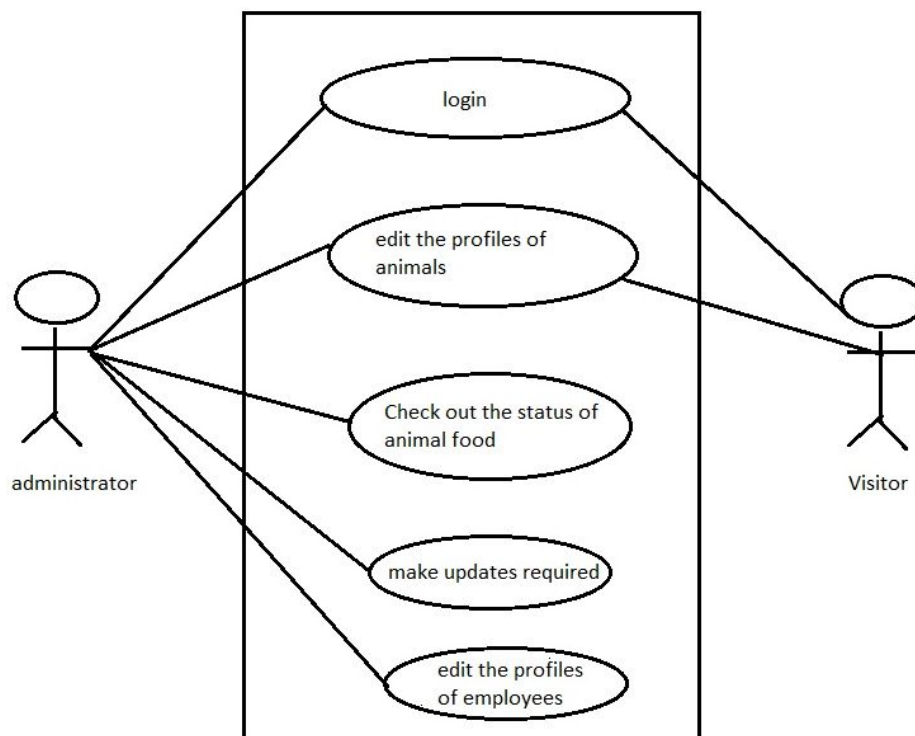 login
edit the profiles of
animals
Check out the status of
animal food
administrator
Visitor
make updates required
edit the profiles
of employees